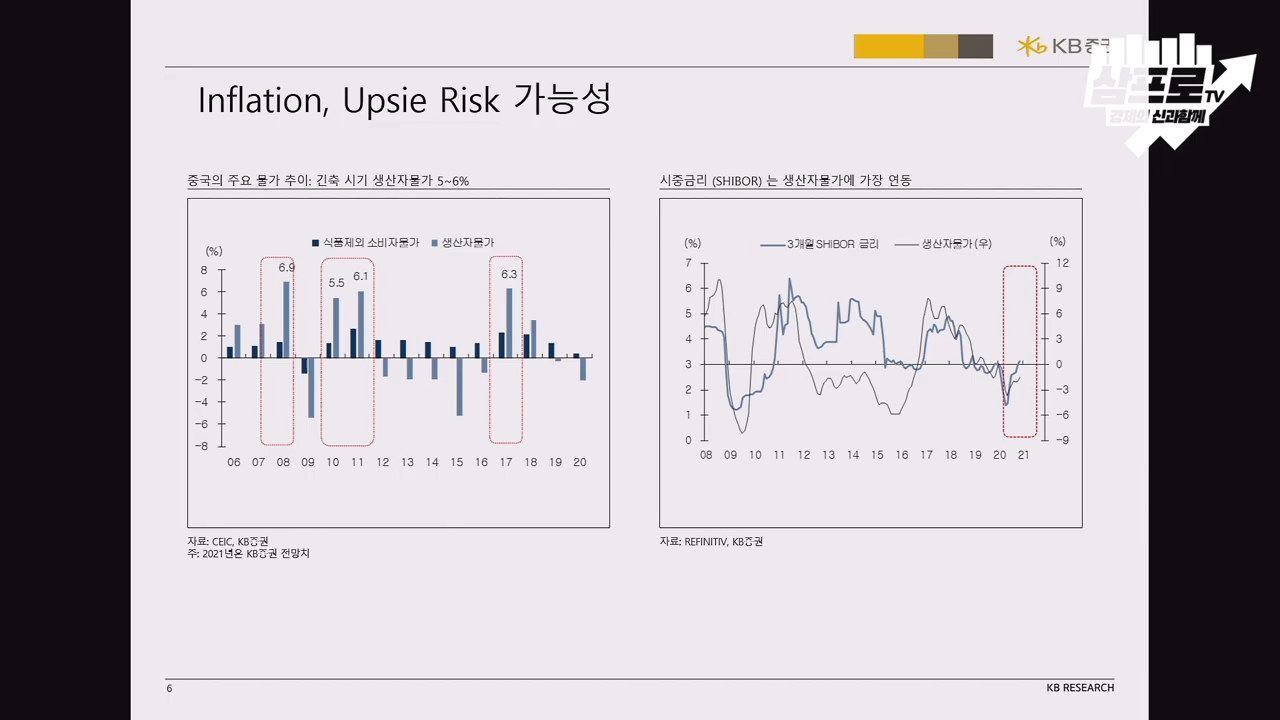 KB증권
삼프로TV
경제의 신과함께
Inflation, Upsie Risk 가능성
중국의 주요 물가 추이: 긴축 시기 생산자물가 5~6%
(%)
식품제외 소비자물가 생산자물가
8
6
4
2
0
−2
−4
−6
−8
6.9
5.5
6.1
6.3
06 07 08 09 10 11 12 13 14 15 16 17 18 19 20
자료: CEIC, KB증권
주: 2021년은 KB증권 전망치
시중금리 (SHIBOR) 는 생산자물가에 가장 연동
(%)
3개월 SHIBOR 금리 생산자물가(우)
(%)
7
6
5
4
3
2
1
0
12
9
6
3
0
−3
−6
−9
08 09 10 11 12 13 14 15 16 17 18 19 20 21
자료: REFINITIV, KB증권
6
KB RESEARCH